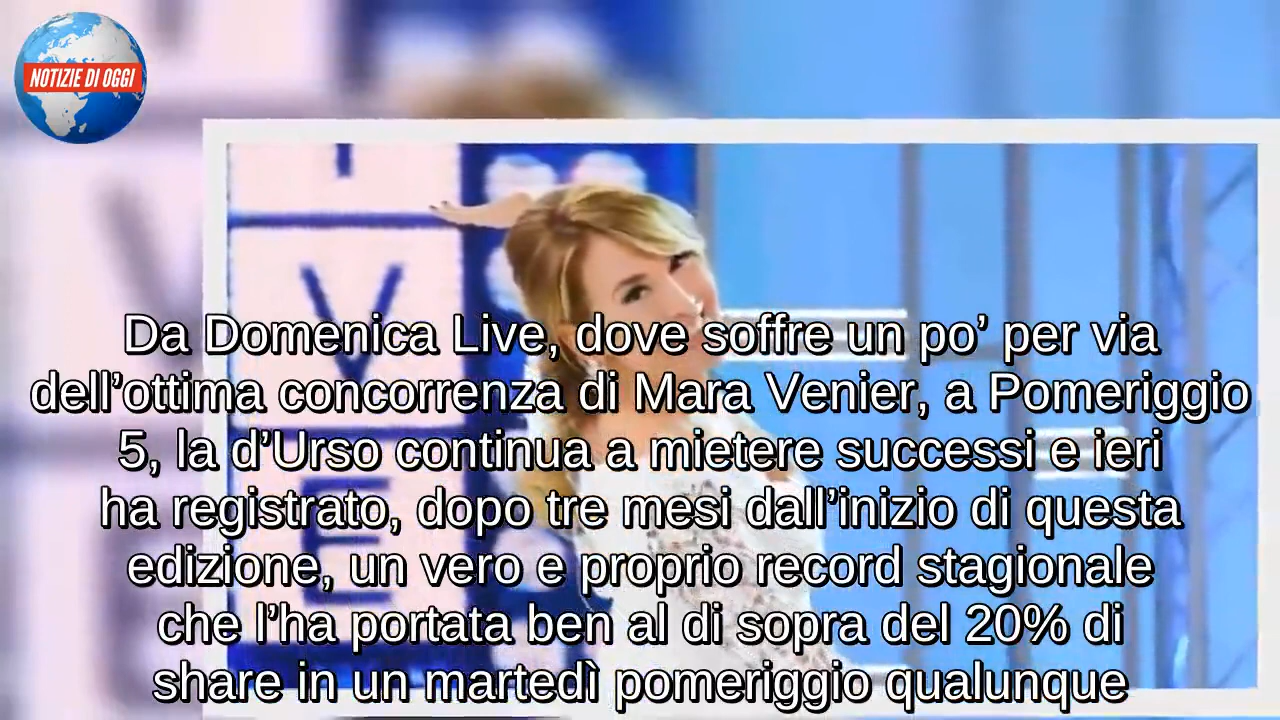 NOTIZIE DI OGGI
I
V
E
Da Domenica Live, dove soffre un po’ per via
dell’ottima concorrenza di Mara Venier, a Pomeriggio
5, la d’Urso continua a mietere successi e ieri
ha registrato, dopo tre mesi dall’inizio di questa
edizione, un vero e proprio record stagionale
che l’ha portata ben al di sopra del 20% di
share in un martedì pomeriggio qualunque